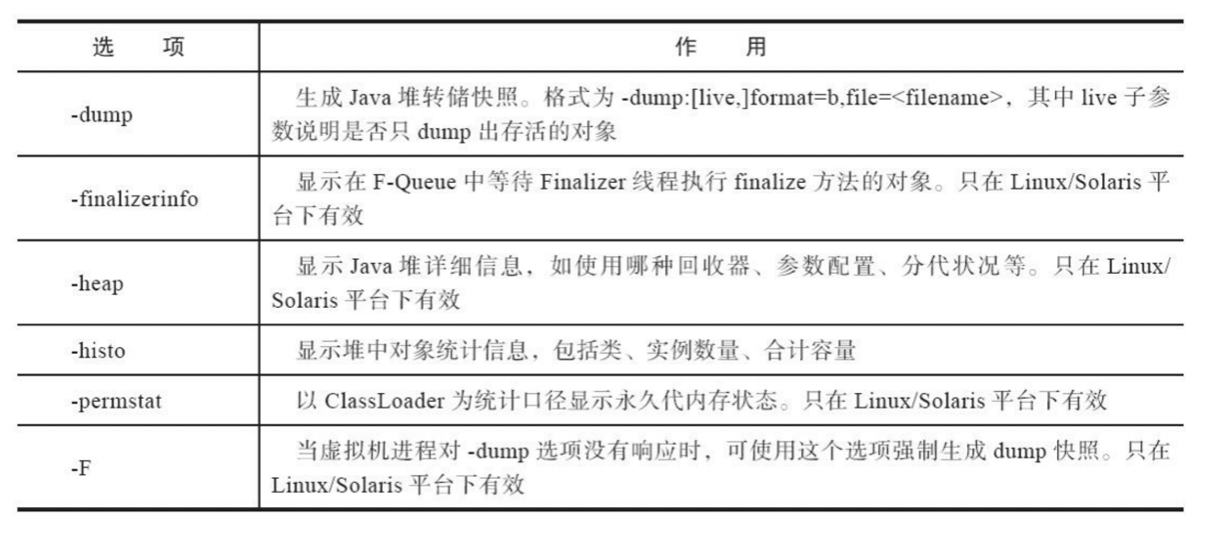 选 项 作 用
-dump 生成 Java 堆转储快照。格式为 -dump:[live,]format=b,file=<filename>，其中 live 子参
数说明是否只 dump 出存活的对象
-finalizerinfo 显示在 F-Queue 中等待 Finalizer 线程执行 finalize 方法的对象。只在 Linux/Solaris 平
台下有效
-heap 显示 Java 堆详细信息，如使用哪种回收器、参数配置、分代状况等。只在 Linux/
Solaris 平台下有效
-histo 显示堆中对象统计信息，包括类、实例数量、合计容量
-permstat 以 ClassLoader 为统计口径显示永久代内存状态。只在 Linux/Solaris 平台下有效
-F 当虚拟机进程对 -dump 选项没有响应时，可使用这个选项强制生成 dump 快照。只在
Linux/Solaris 平台下有效